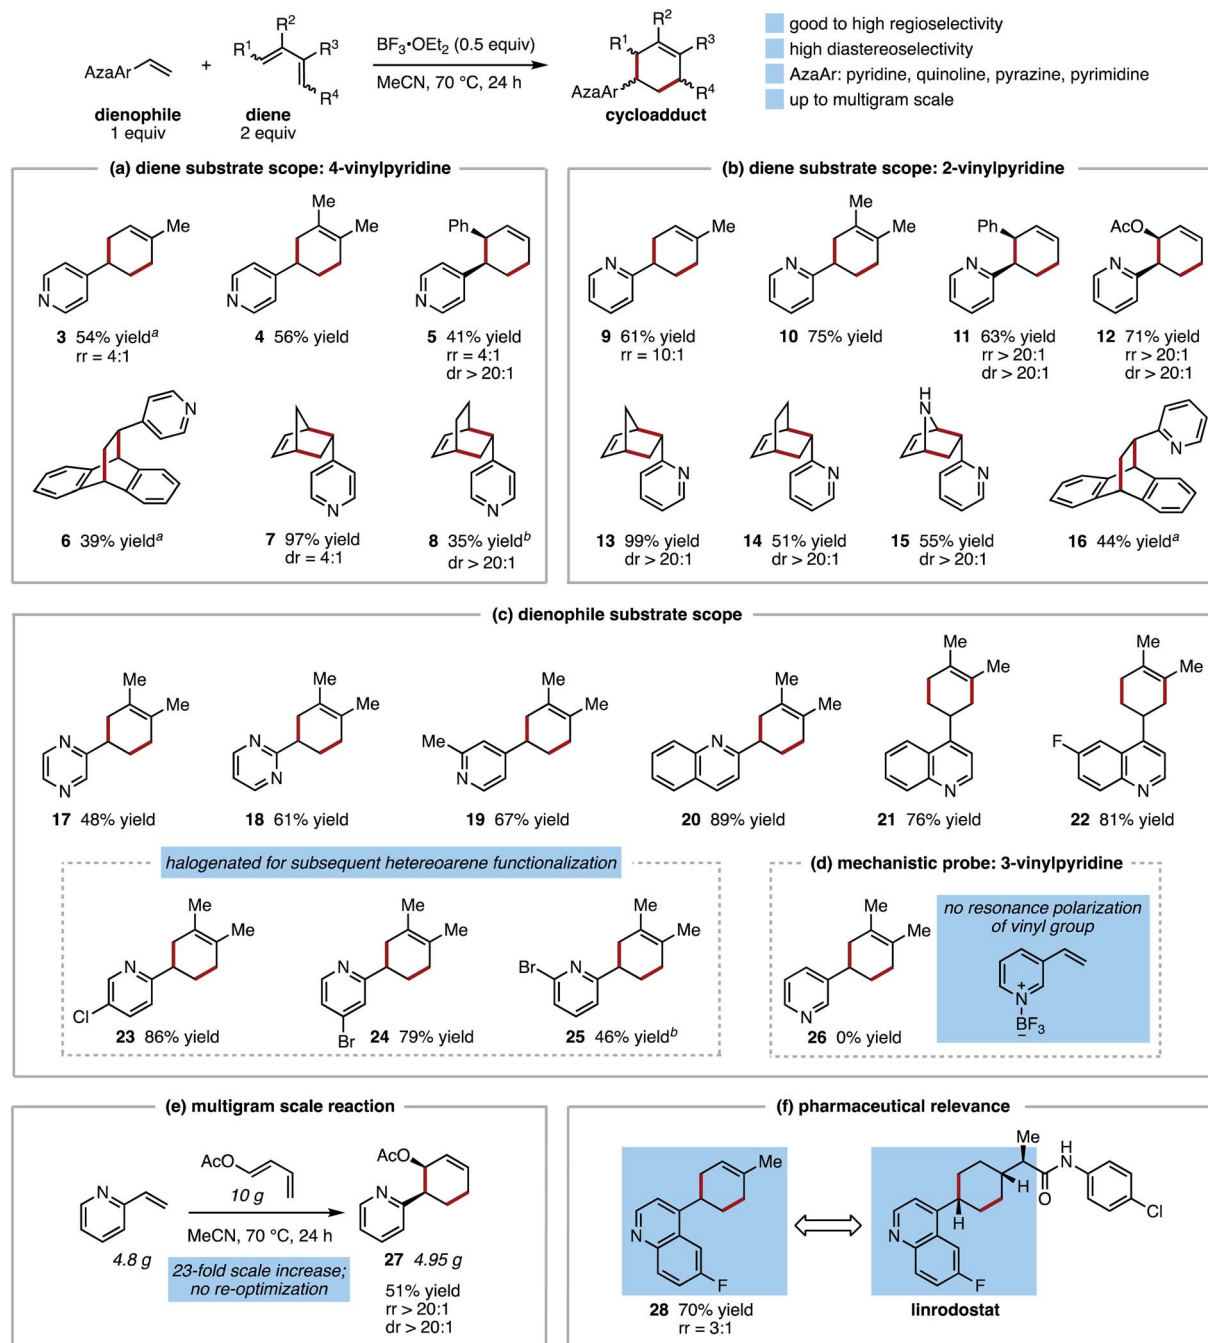 AzaAr
+
R1
R2
R3
R4
BF3•OEt2 (0.5 equiv)
MeCN, 70 °C, 24 h
R1
R2
R3
AzaAr
R4
dienophile
1 equiv
diene
2 equiv
cycloadduct
good to high regioselectivity
high diastereoselectivity
AzaAr: pyridine, quinoline, pyrazine, pyrimidine
up to multigram scale
(a) diene substrate scope: 4-vinylpyridine
Me
N
3 54% yield^a
rr = 4:1
Me
Me
N
4 56% yield
Ph
N
5 41% yield
rr = 4:1
dr > 20:1
N
6 39% yield^a
N
7 97% yield
dr = 4:1
N
8 35% yield^b
dr > 20:1
(b) diene substrate scope: 2-vinylpyridine
Me
N
9 61% yield
rr = 10:1
Me
Me
N
10 75% yield
Ph
N
11 63% yield
rr > 20:1
dr > 20:1
AcO
N
12 71% yield
rr > 20:1
dr > 20:1
N
13 99% yield
dr > 20:1
N
14 51% yield
dr > 20:1
H
N
N
15 55% yield
dr > 20:1
N
16 44% yield^a
(c) dienophile substrate scope
Me
Me
N
N
17 48% yield
Me
Me
N
N
18 61% yield
Me
Me
Me
N
19 67% yield
Me
Me
N
20 89% yield
Me
Me
N
21 76% yield
Me
Me
F
N
22 81% yield
halogenated for subsequent hetereoarene functionalization
Me
Me
N
Cl
23 86% yield
Me
Me
N
Br
24 79% yield
Me
Me
Br
N
25 46% yield^b
(d) mechanistic probe: 3-vinylpyridine
Me
Me
N
26 0% yield
no resonance polarization
of vinyl group
N+
BF3
−
(e) multigram scale reaction
N
4.8 g
AcO
10 g
MeCN, 70 °C, 24 h
23-fold scale increase;
no re-optimization
AcO
N
27 4.95 g
51% yield
rr > 20:1
dr > 20:1
(f) pharmaceutical relevance
Me
N
F
28 70% yield
rr = 3:1
Me
H
N
O
Cl
H
H
N
F
linrodostat